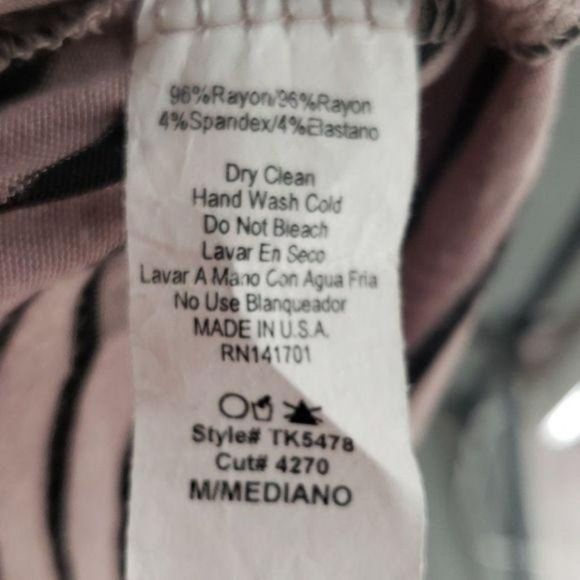 96%Rayon/96%Rayon
4%Spandex/4%Elastano
Dry Clean
Hand Wash Cold
Do Not Bleach
Lavar En Seco
Lavar A Mano Con Agua Fria
No Use Blanqueador
MADE IN U.S.A.
RN141701
Style# TK5478
Cut# 4270
M/MEDIANO